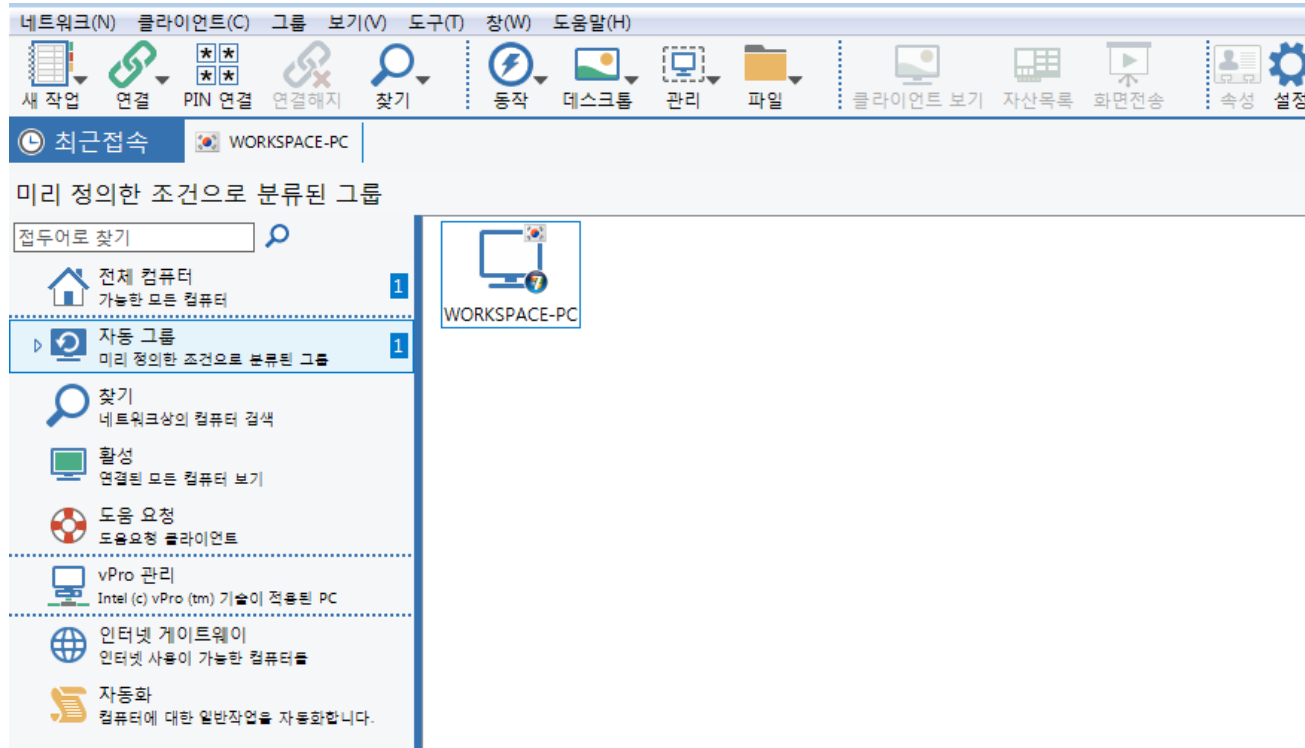 네트워크(N) 클라이언트(C) 그룹 보기(V) 도구(T) 창(W) 도움말(H)
새 작업 연결 PIN 연결 연결해지 찾기 동작 데스크톱 관리 파일 클라이언트 보기 자산목록 화면전송 속성 설정
최근접속 WORKSPACE-PC
미리 정의한 조건으로 분류된 그룹
접두어로 찾기
전체 컴퓨터
가능한 모든 컴퓨터
1
WORKSPACE-PC
자동 그룹
미리 정의한 조건으로 분류된 그룹
1
찾기
네트워크상의 컴퓨터 검색
활성
연결된 모든 컴퓨터 보기
도움 요청
도움요청 클라이언트
vPro 관리
Intel (c) vPro (tm) 기술이 적용된 PC
인터넷 게이트웨이
인터넷 사용이 가능한 컴퓨터들
자동화
컴퓨터에 대한 일반작업을 자동화합니다.